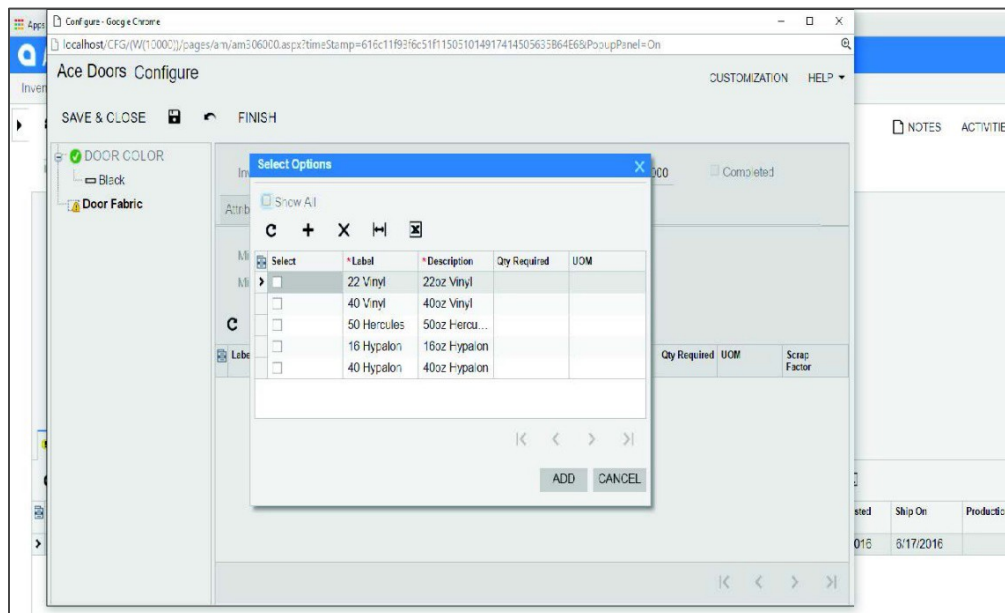 Apps
Configure - Google Chrome
localhost/CFG/(W(10000))/pages/am/am306000.aspx?timeStamp=616c11f93f6c51f115051014917414505635B64E6&PopupPanel=On
Ace Doors Configure
CUSTOMIZATION HELP
SAVE & CLOSE FINISH
NOTES
DOOR COLOR
Black
Door Fabric
Select Options
Completed
Show All
Select *Label *Description Qty Required UOM
22 Vinyl 22oz Vinyl
40 Vinyl 40oz Vinyl
50 Hercules 50oz Hercu...
16 Hypalon 16oz Hypalon
40 Hypalon 40oz Hypalon
Qty Required UOM Scrap Factor
ADD CANCEL
Ship On
6/17/2016